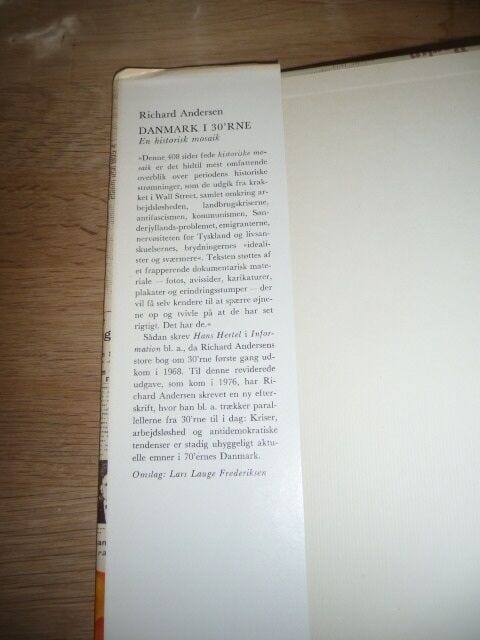 Richard Andersen
DANMARK I 30'RNE
En historisk mosaik
»Denne 408 sider fede historiske mo-
saik er det hidtil mest omfattende
overblik over periodens historiske
strømninger, som de udgik fra krak-
ket i Wall Street, samlet omkring ar-
bejdsløsheden, landbrugskriserne,
antifascismen, kommunismen, Søn-
derjyllands-problemet, emigranterne,
nervøsiteten for Tyskland og livsan-
skuelsernes, brydningernes »ideali-
ster og sværmere«. Teksten støttes af
et frapperende dokumentarisk mate-
riale — fotos, avissider, karikaturer,
plakater og erindringsstumper — der
vil få selv kendere til at spærre øjne-
ne op og tvivle på at de har set
rigtigt. Det har de.«
Sådan skrev Hans Hertel i Infor-
mation bl. a., da Richard Andersens
store bog om 30'rne første gang ud-
kom i 1968. Til denne reviderede
udgave, som kom i 1976, har Ri-
chard Andersen skrevet en ny efter-
skrift, hvor han bl. a. trækker paral-
lellerne fra 30'rne til i dag: Kriser,
arbejdsløshed og antidemokratiske
tendenser er stadig uhyggeligt aktu-
elle emner i 70'ernes Danmark.
Omslag: Lars Lauge Frederiksen